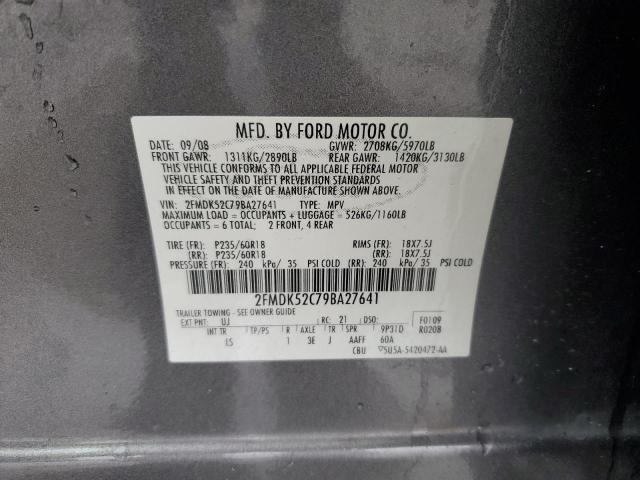 MFD. BY FORD MOTOR CO.
DATE: 09/08 GVWR: 2708KG/5970LB
FRONT GAWR: 1311KG/2890LB REAR GAWR: 1420KG/3130LB
THIS VEHICLE CONFORMS TO ALL APPLICABLE FEDERAL MOTOR
VEHICLE SAFETY AND THEFT PREVENTION STANDARDS
IN EFFECT ON THE DATE OF MANUFACTURE SHOWN ABOVE.
VIN: 2FMDK52C79BA27641 TYPE: MPV
MAXIMUM LOAD = OCCUPANTS + LUGGAGE = 526KG/1160LB
OCCUPANTS = 6 TOTAL: 2 FRONT, 4 REAR
TIRE (FR): P235/60R18 RIMS (FR): 18X7.5J
(RR): P235/60R18 (RR): 18X7.5J
PRESSURE (FR): 240 kPa/ 35 PSI COLD (RR): 240 kPa/ 35 PSI COLD
2FMDK52C79BA27641
TRAILER TOWING - SEE OWNER GUIDE
EXT PNT: UJ RC: 21 DSO: F0109
INT TR TP/PS R AXLE TR SPR 9P31D R0208
LS 1 3E J AAFF 60A
CBU 5U5A-5420472-AA